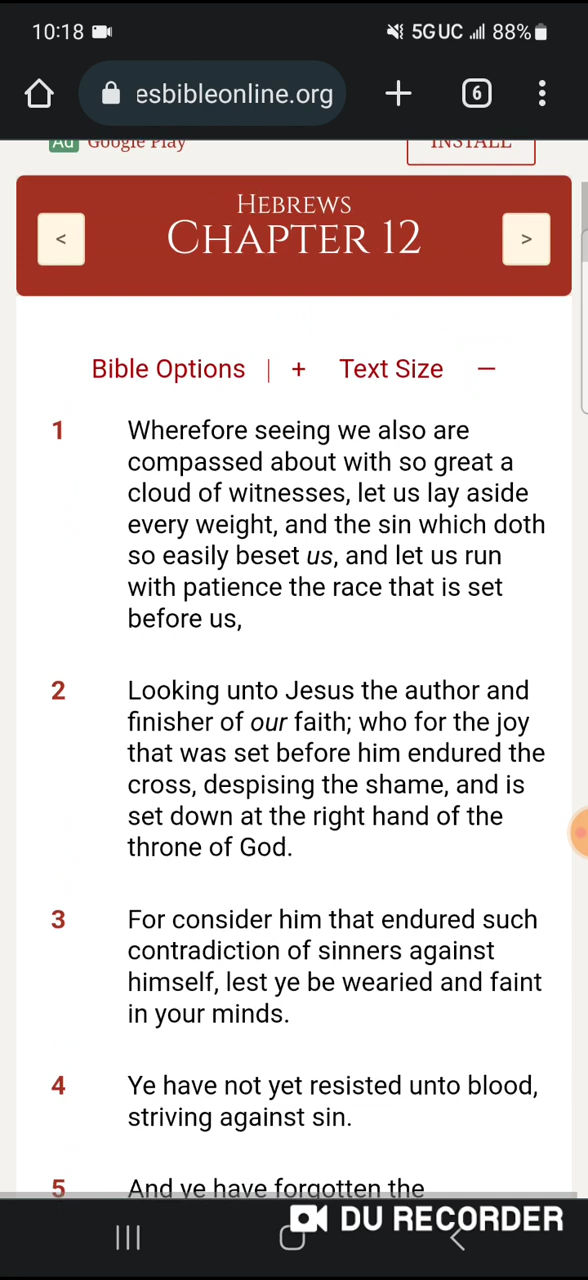 10:18 5G UC 88%
esbibleonline.org 6
Ad Google Play INSTALL
HEBREWS
< CHAPTER 12 >
Bible Options | + Text Size −
1 Wherefore seeing we also are
compassed about with so great a
cloud of witnesses, let us lay aside
every weight, and the sin which doth
so easily beset us, and let us run
with patience the race that is set
before us,
2 Looking unto Jesus the author and
finisher of our faith; who for the joy
that was set before him endured the
cross, despising the shame, and is
set down at the right hand of the
throne of God.
3 For consider him that endured such
contradiction of sinners against
himself, lest ye be wearied and faint
in your minds.
4 Ye have not yet resisted unto blood,
striving against sin.
5 And ye have forgotten the
DU RECORDER